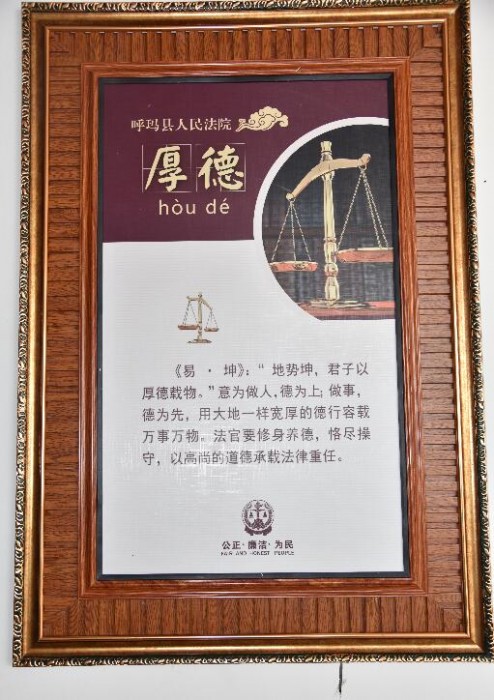 呼玛县人民法院
厚德
hòu dé
《易·坤》：“地势坤，君子以
厚德载物。”意为做人，德为上；做事，
德为先，用大地一样宽厚的德行容载
万事万物。法官要修身养德，恪尽操
守，以高尚的道德承载法律重任。
公正·廉洁·为民
FAIR AND HONEST PEOPLE